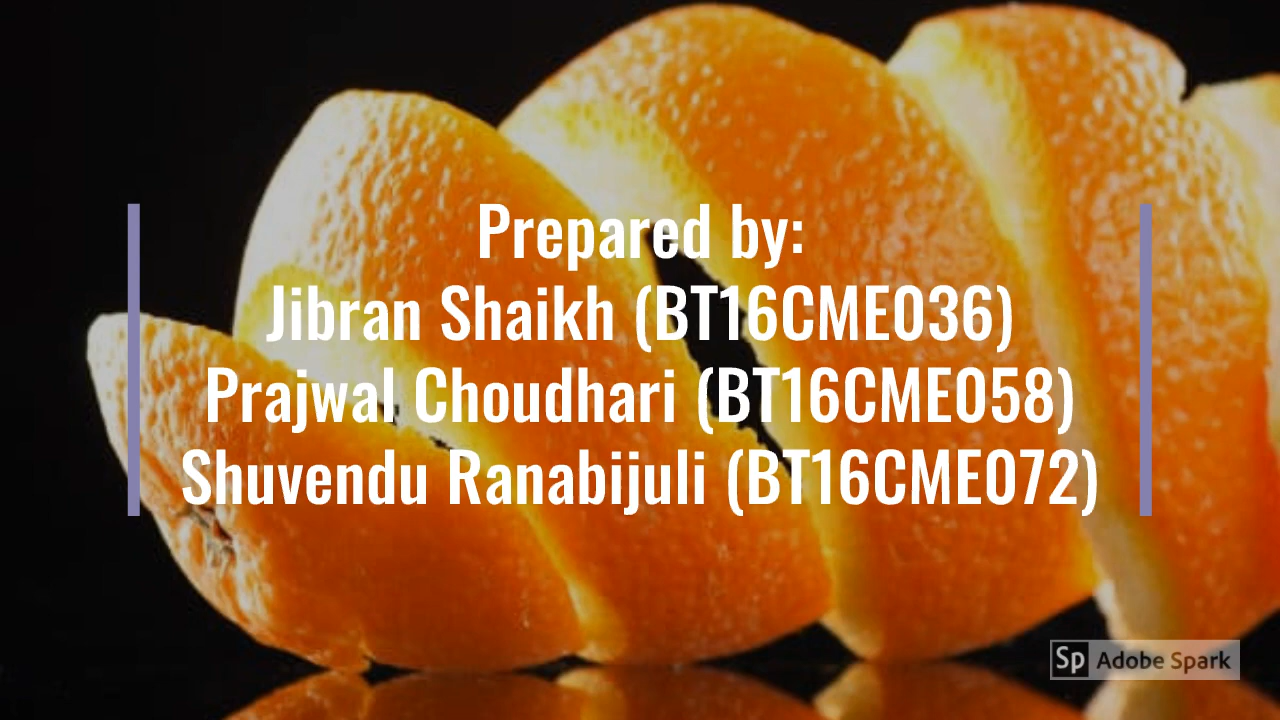 Prepared by:
Jibran Shaikh (BT16CME036)
Prajwal Choudhari (BT16CME058)
Shuvendu Ranabijuli (BT16CME072)
Sp Adobe Spark